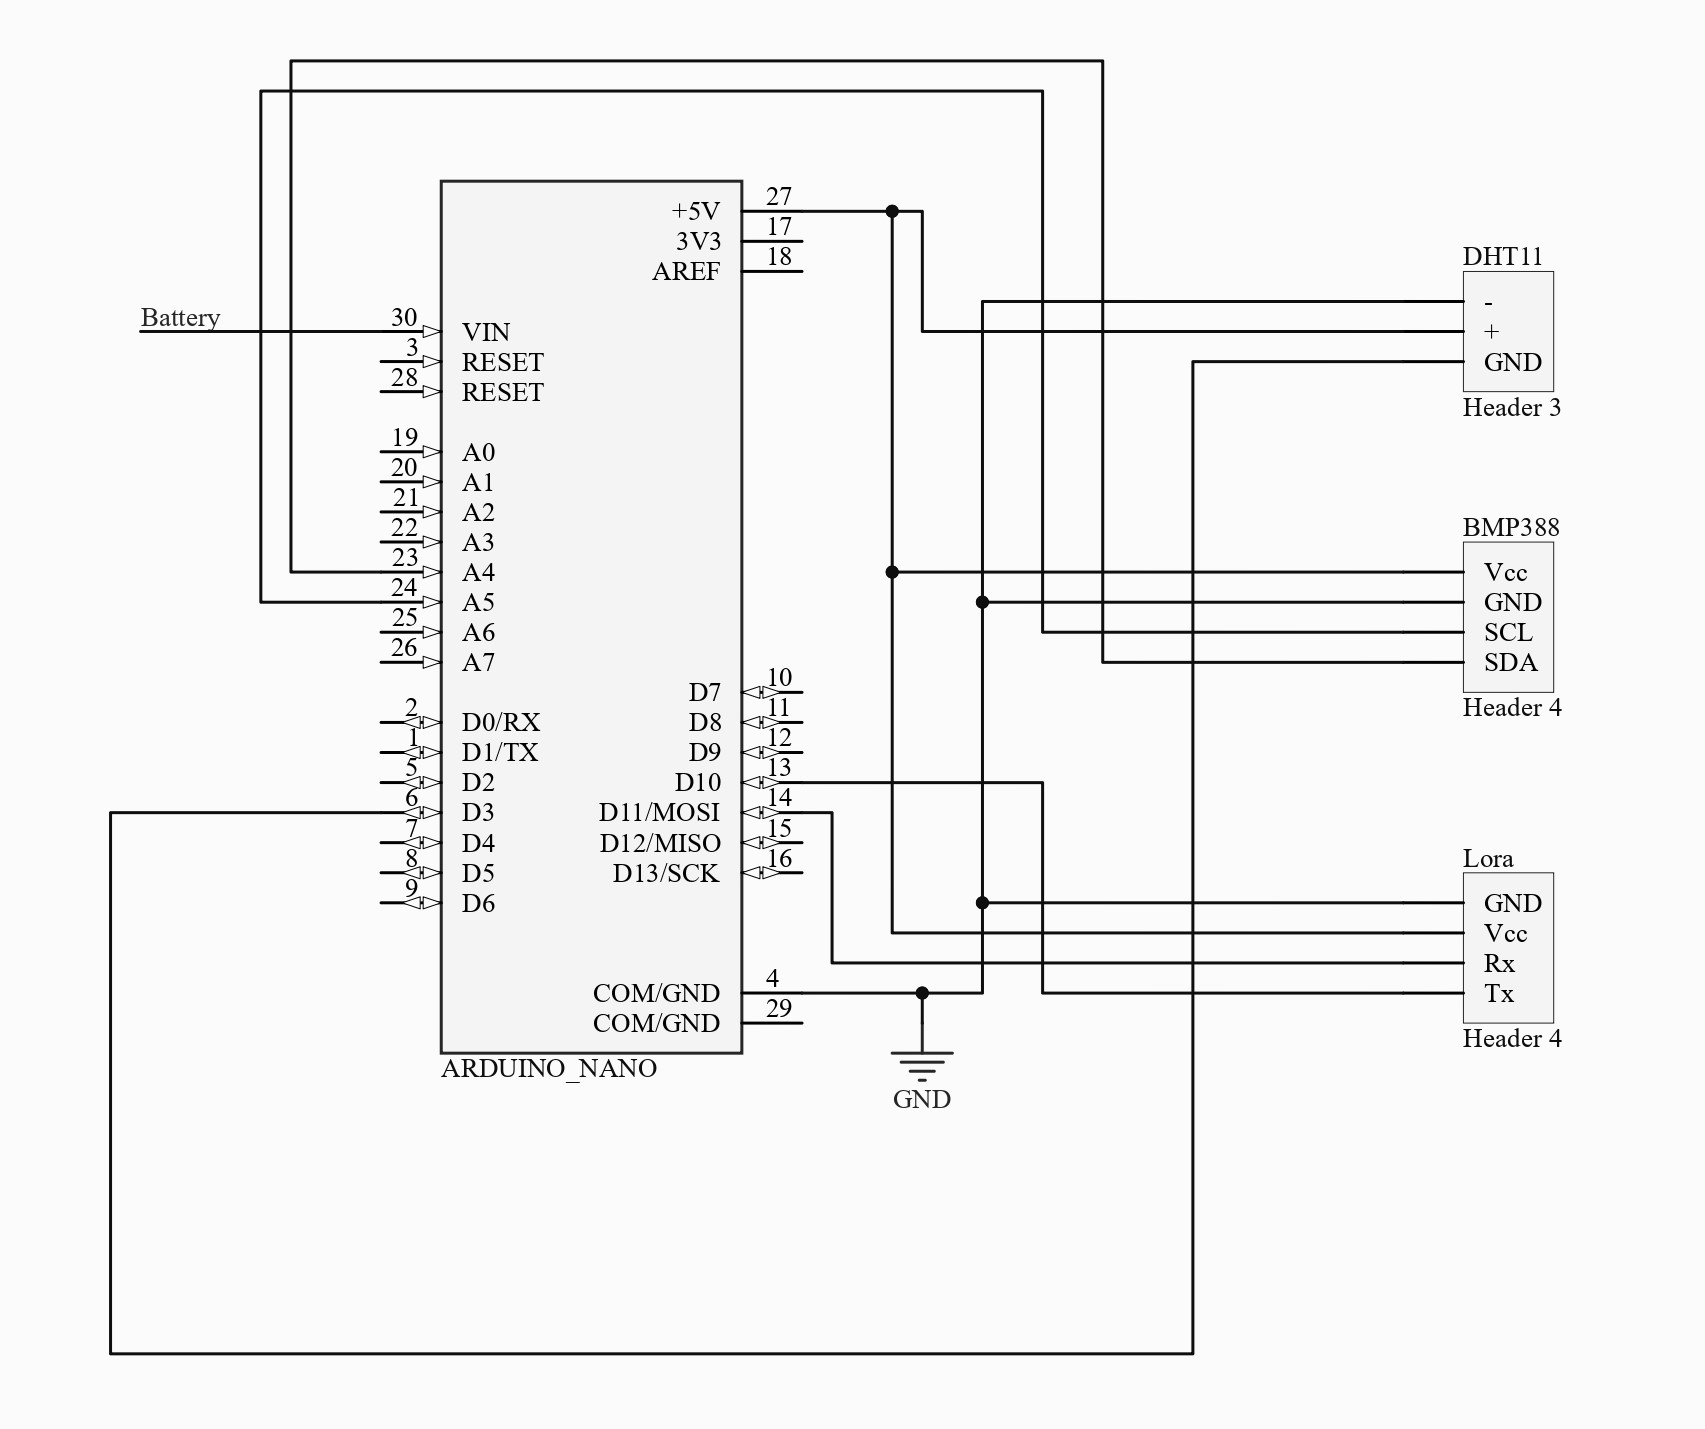 27
+5V
17
3V3
18
AREF
DHT11
-
+
GND
Header 3
Battery
30
VIN
3
RESET
28
RESET
19
A0
20
A1
21
A2
22
A3
23
A4
24
A5
25
A6
26
A7
BMP388
Vcc
GND
SCL
SDA
Header 4
10
D7
2
D0/RX
11
D8
1
D1/TX
12
D9
5
D2
13
D10
6
D3
14
D11/MOSI
7
D4
15
D12/MISO
8
D5
16
D13/SCK
9
D6
Lora
GND
Vcc
Rx
Tx
Header 4
4
COM/GND
29
COM/GND
ARDUINO_NANO
GND